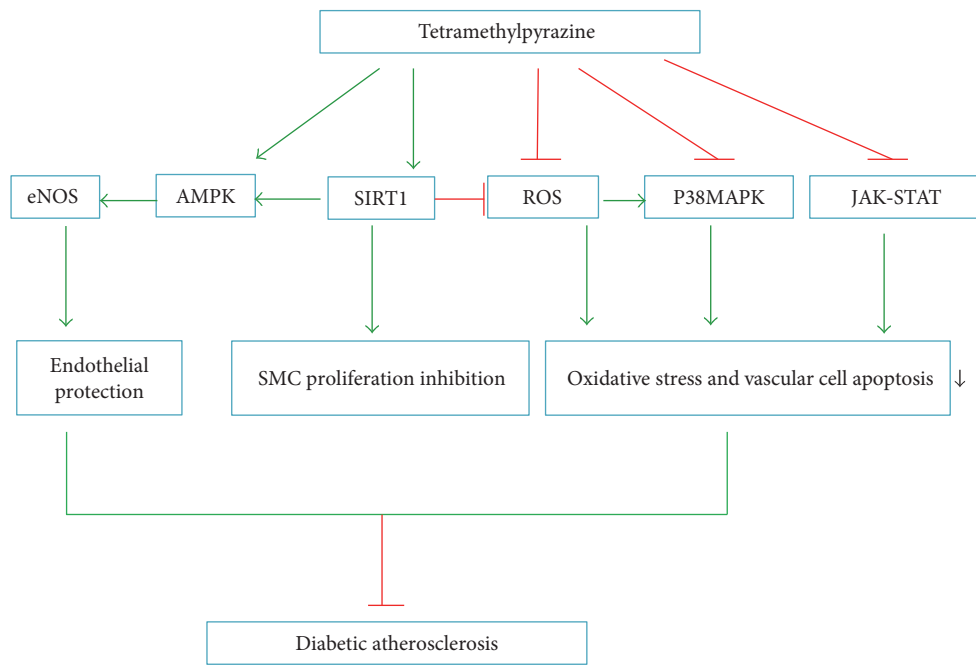 Tetramethylpyrazine
eNOS
AMPK
SIRT1
ROS
P38MAPK
JAK-STAT
Endothelial
protection
SMC proliferation inhibition
Oxidative stress and vascular cell apoptosis ↓
Diabetic atherosclerosis